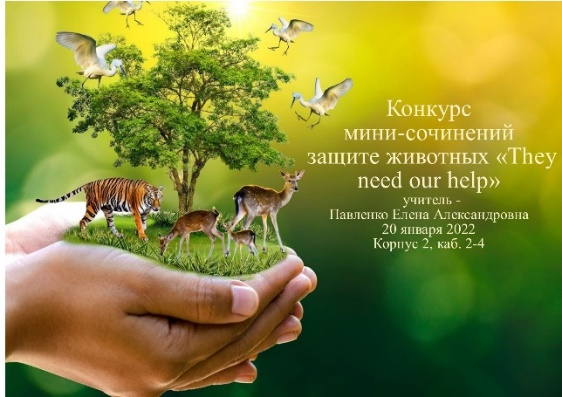 Конкурс
мини-сочинений
защите животных «They
need our help»
учитель -
Павленко Елена Александровна
20 января 2022
Корпус 2, каб. 2-4